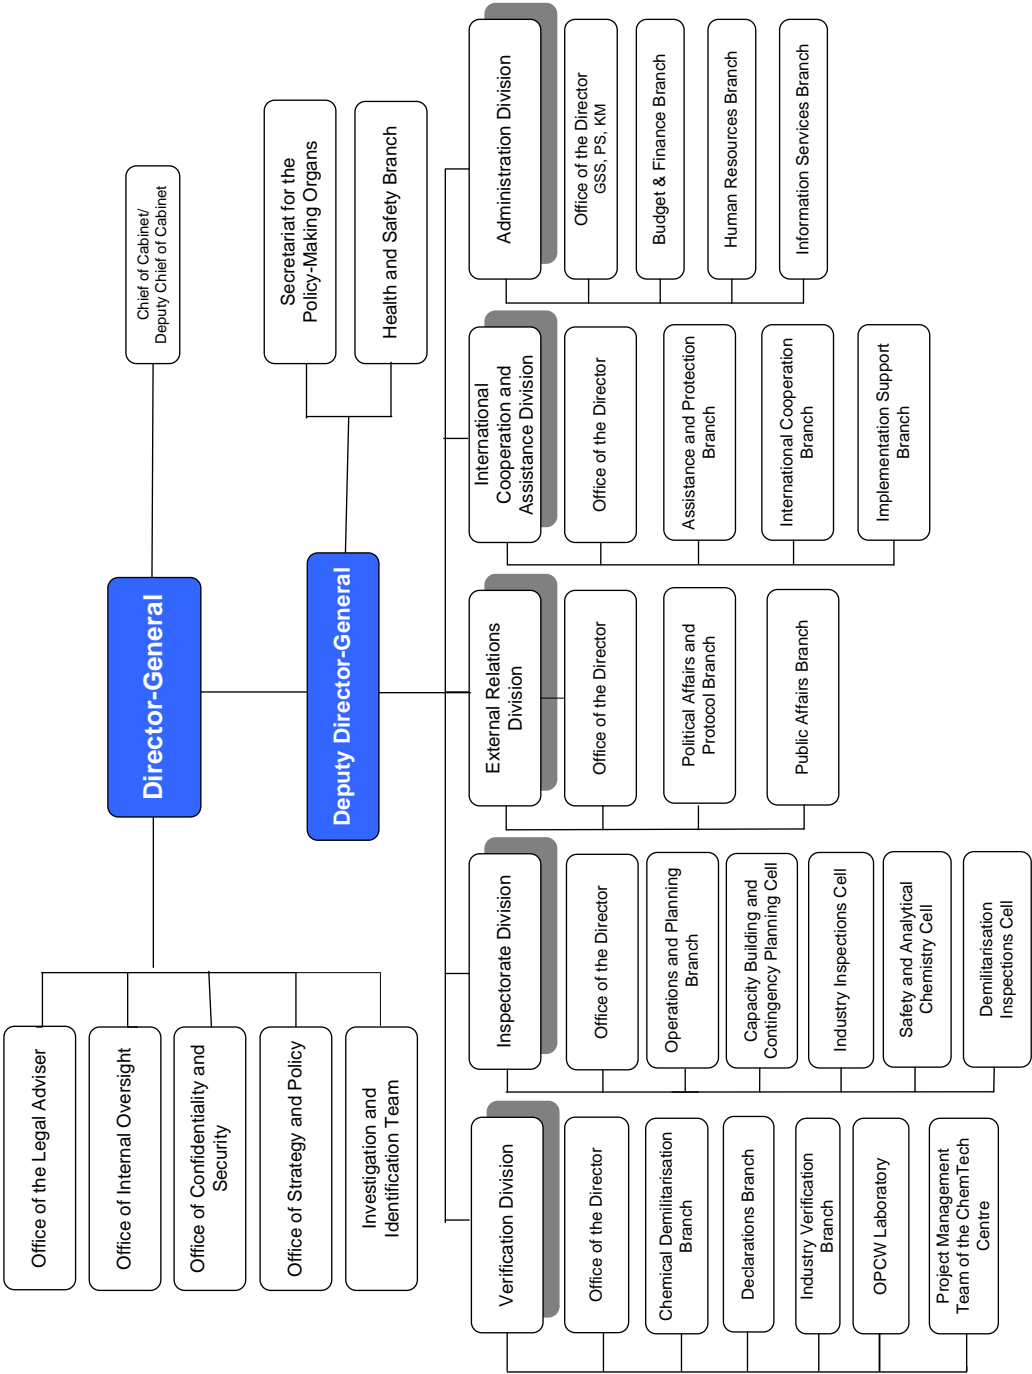 Director-General
Chief of Cabinet/
Deputy Chief of Cabinet
Office of the Legal Adviser
Office of Internal Oversight
Office of Confidentiality and
Security
Office of Strategy and Policy
Investigation and
Identification Team
Deputy Director-General
Secretariat for the
Policy-Making Organs
Health and Safety Branch
Verification Division
Office of the Director
Chemical Demilitarisation
Branch
Declarations Branch
Industry Verification
Branch
OPCW Laboratory
Project Management
Team of the ChemTech
Centre
Inspectorate Division
Office of the Director
Operations and Planning
Branch
Capacity Building and
Contingency Planning Cell
Industry Inspections Cell
Safety and Analytical
Chemistry Cell
Demilitarisation
Inspections Cell
External Relations
Division
Office of the Director
Political Affairs and
Protocol Branch
Public Affairs Branch
International
Cooperation and
Assistance Division
Office of the Director
Assistance and Protection
Branch
International Cooperation
Branch
Implementation Support
Branch
Administration Division
Office of the Director
GSS, PS, KM
Budget & Finance Branch
Human Resources Branch
Information Services Branch